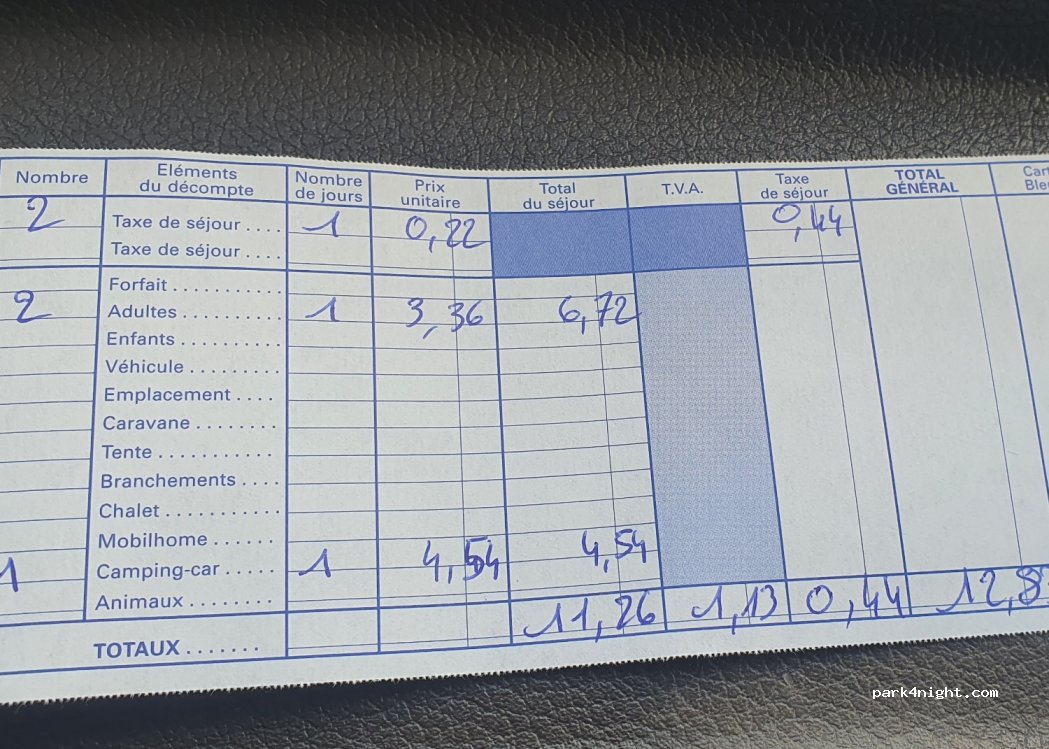 Nombre Eléments du décompte Nombre de jours Prix unitaire Total du séjour T.V.A. Taxe de séjour TOTAL GÉNÉRAL
2 Taxe de séjour . . . . 1 0,22 0,44
Taxe de séjour . . . .
Forfait . . . . . . . . . . .
2 Adultes . . . . . . . . . . 1 3,36 6,72
Enfants . . . . . . . . . .
Véhicule . . . . . . . . .
Emplacement . . . .
Caravane . . . . . . . .
Tente . . . . . . . . . . .
Branchements . . . .
Chalet . . . . . . . . . . .
Mobilhome . . . . . .
1 Camping-car . . . . . 1 4,54 4,54
Animaux . . . . . . . .
TOTAUX . . . . . . . 11,26 1,13 0,44 12,8
park4night.com